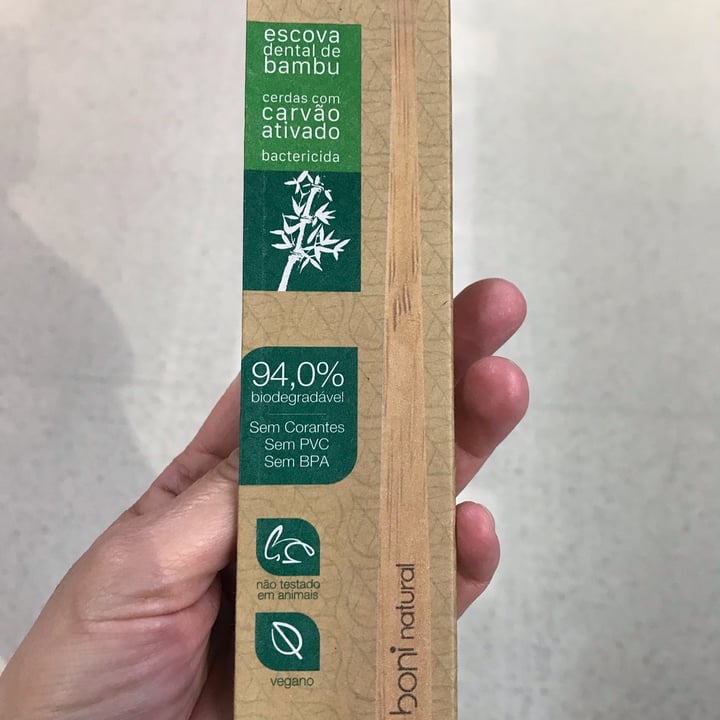 escova
dental de
bambu
cerdas com
carvão
ativado
bactericida
94,0%
biodegradável
Sem Corantes
Sem PVC
Sem BPA
não testado
em animais
vegano
boni natural